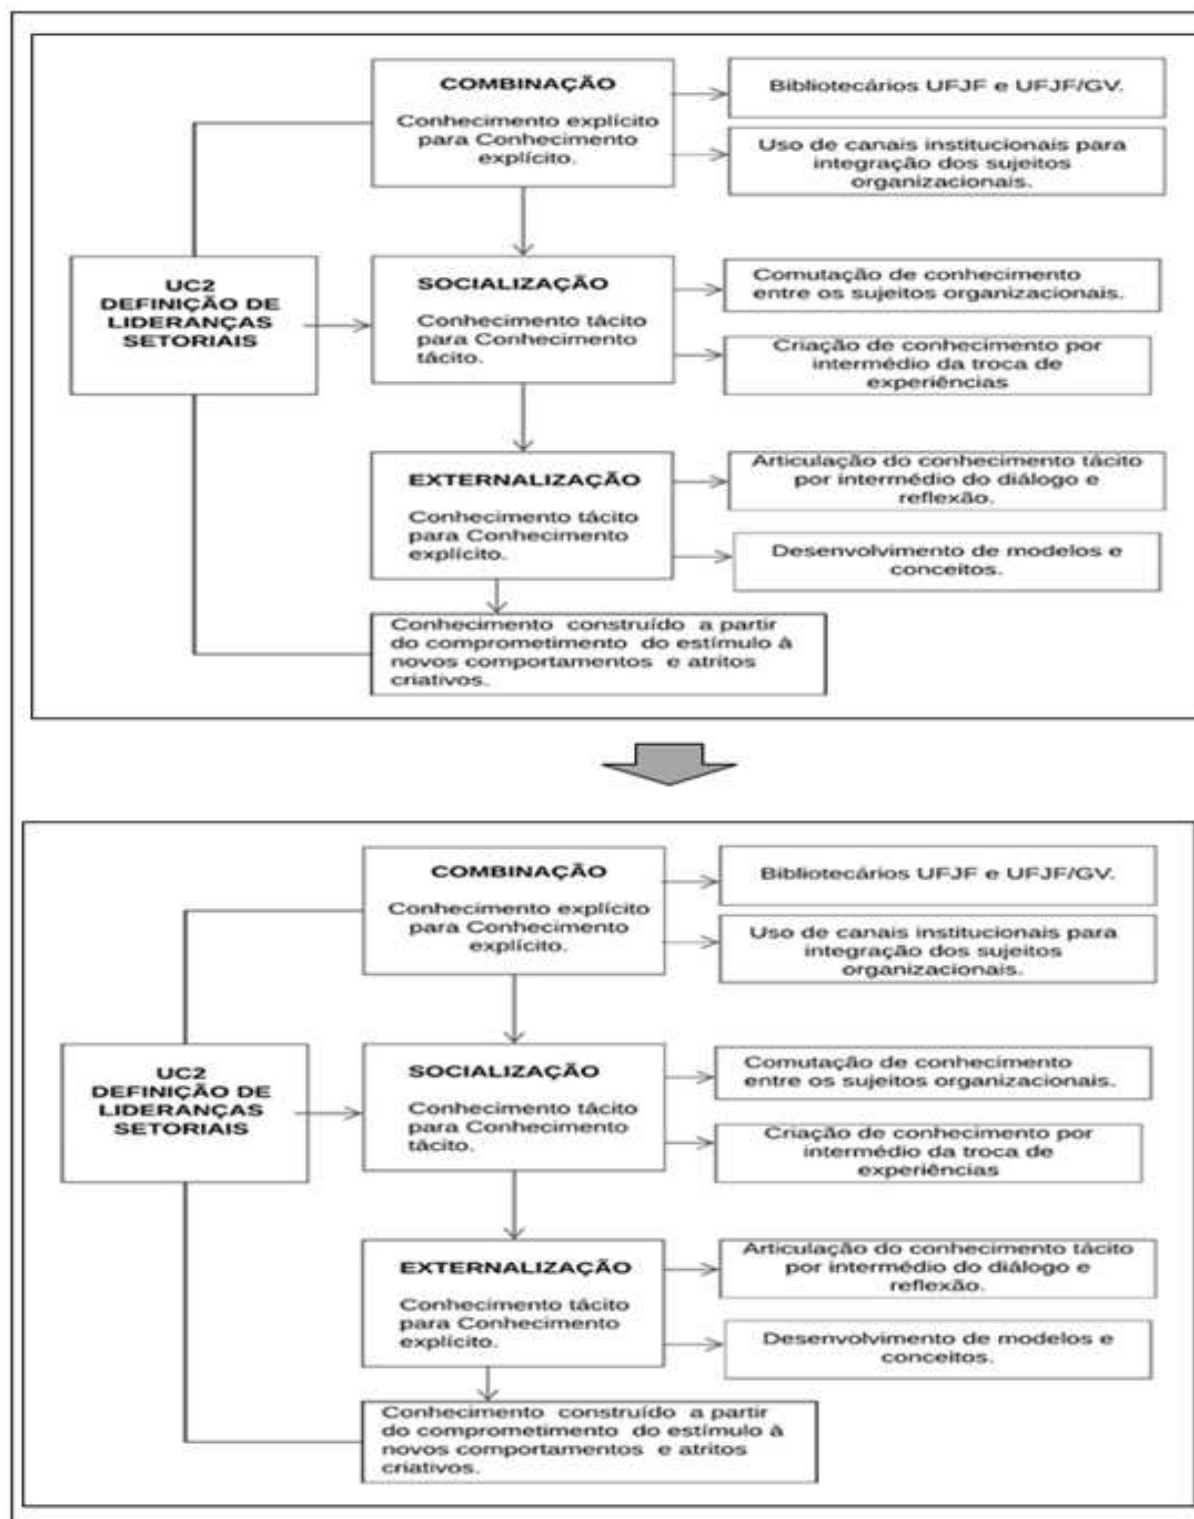 COMBINAÇÃO
Conhecimento explícito
para Conhecimento
explícito.
Bibliotecários UFJF e UFJF/GV.
Uso de canais institucionais para
integração dos sujeitos
organizacionais.
UC2
DEFINIÇÃO DE
LIDERANÇAS
SETORIAIS
SOCIALIZAÇÃO
Conhecimento tácito
para Conhecimento
tácito.
Comutação de conhecimento
entre os sujeitos organizacionais.
Criação de conhecimento por
intermédio da troca de
experiências
EXTERNALIZAÇÃO
Conhecimento tácito
para Conhecimento
explícito.
Articulação do conhecimento tácito
por intermédio do diálogo e
reflexão.
Desenvolvimento de modelos e
conceitos.
Conhecimento construído a partir
do comprometimento do estímulo à
novos comportamentos e atritos
criativos.
COMBINAÇÃO
Conhecimento explícito
para Conhecimento
explícito.
Bibliotecários UFJF e UFJF/GV.
Uso de canais institucionais para
integração dos sujeitos
organizacionais.
UC2
DEFINIÇÃO DE
LIDERANÇAS
SETORIAIS
SOCIALIZAÇÃO
Conhecimento tácito
para Conhecimento
tácito.
Comutação de conhecimento
entre os sujeitos organizacionais.
Criação de conhecimento por
intermédio da troca de
experiências
EXTERNALIZAÇÃO
Conhecimento tácito
para Conhecimento
explícito.
Articulação do conhecimento tácito
por intermédio do diálogo e
reflexão.
Desenvolvimento de modelos e
conceitos.
Conhecimento construído a partir
do comprometimento do estímulo à
novos comportamentos e atritos
criativos.